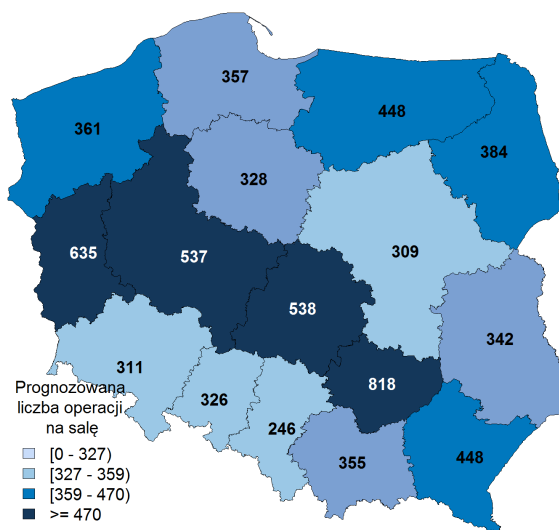 357
448
361
384
328
635
537
309
538
342
311
818
326
246
355
448
Prognozowana
liczba operacji
na salę
[0 - 327)
[327 - 359)
[359 - 470)
>= 470